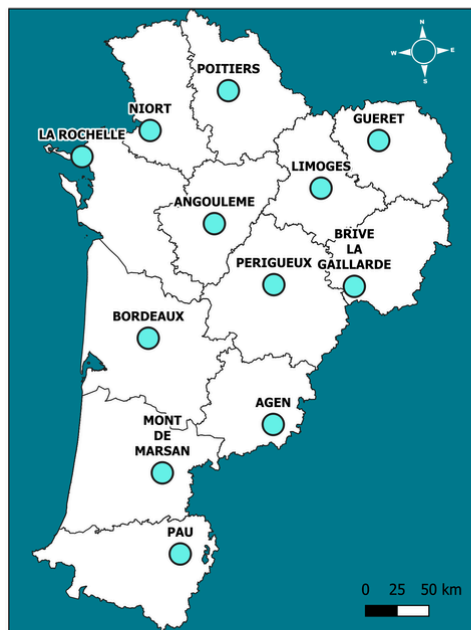 N
W E
S
POITIERS
NIORT
GUERET
LA ROCHELLE
LIMOGES
ANGOULEME
BRIVE
LA
GAILLARDE
PERIGUEUX
BORDEAUX
AGEN
MONT
DE
MARSAN
PAU
0 25 50 km